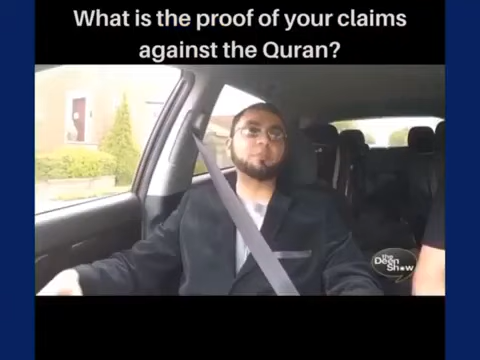 What is the proof of your claims
against the Quran?
the
Deen
Show